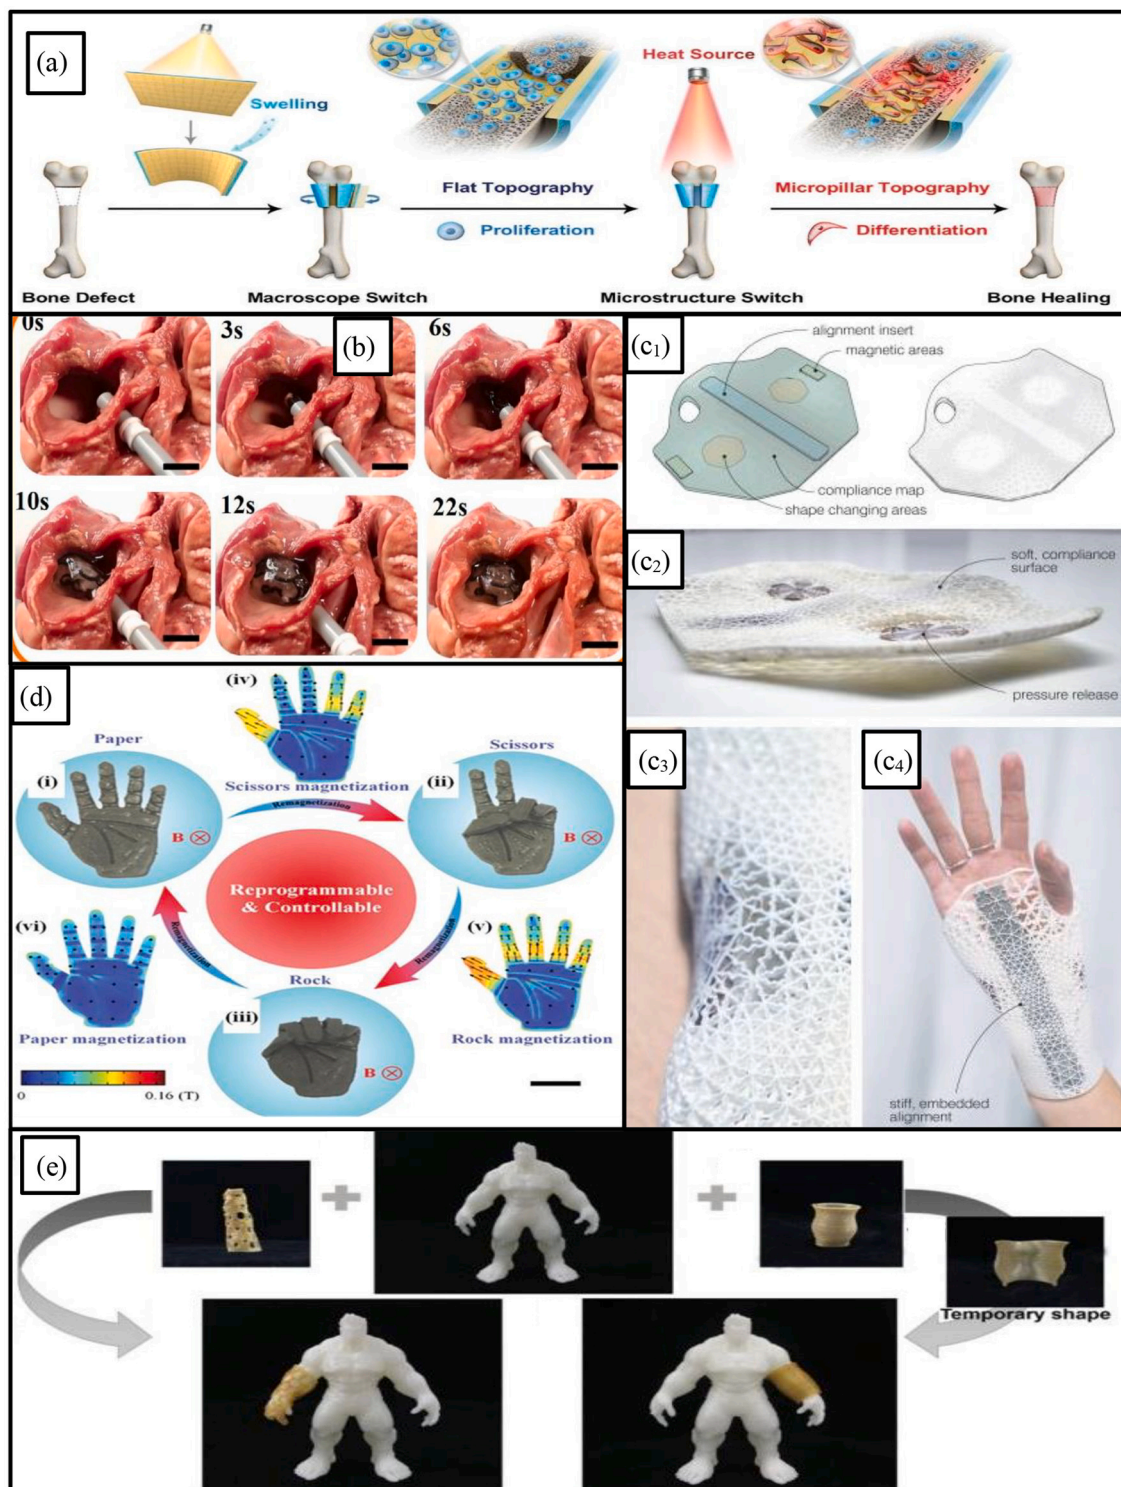 (a)
Swelling
Heat Source
Flat Topography
Proliferation
Micropillar Topography
Differentiation
Bone Defect
Macroscope Switch
Microstructure Switch
Bone Healing
0s
3s
(b)
6s
10s
12s
22s
(c1)
alignment insert
magnetic areas
compliance map
shape changing areas
(c2)
soft, compliance
surface
pressure release
(c3)
(c4)
stiff, embedded
alignment
(d)
(iv)
Paper
Scissors
(i)
Scissors magnetization
(ii)
Remagnetization
B
B
Reprogrammable
& Controllable
(vi)
Remagnetization
Remagnetization
(v)
Rock
Paper magnetization
(iii)
Rock magnetization
B
0
0.16 (T)
(e)
Temporary shape